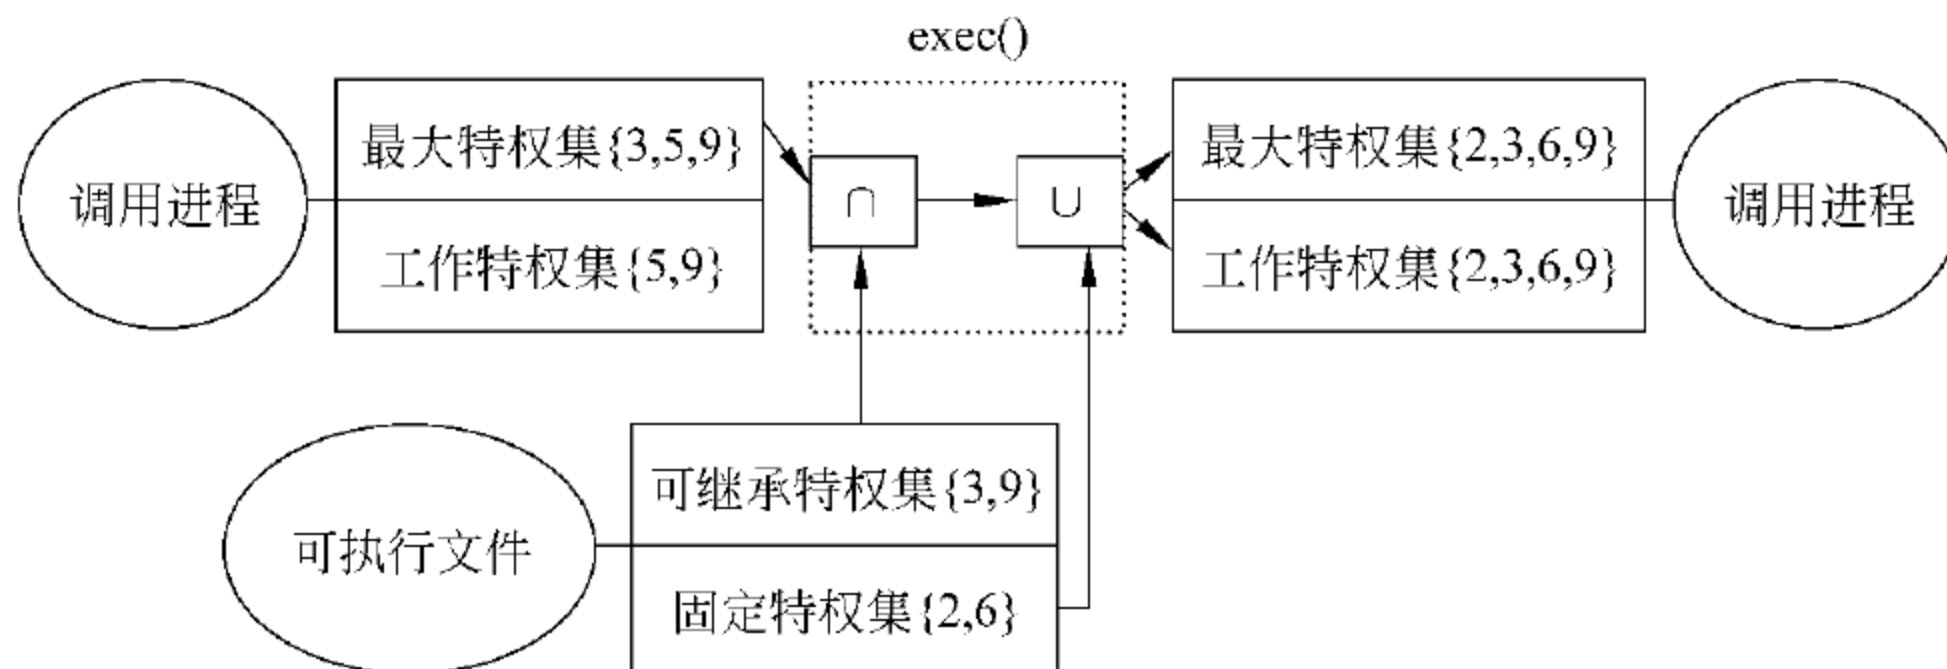 exec()
调用进程
最大特权集{3,5,9}
工作特权集{5,9}
∩
∪
最大特权集{2,3,6,9}
工作特权集{2,3,6,9}
调用进程
可执行文件
可继承特权集{3,9}
固定特权集{2,6}